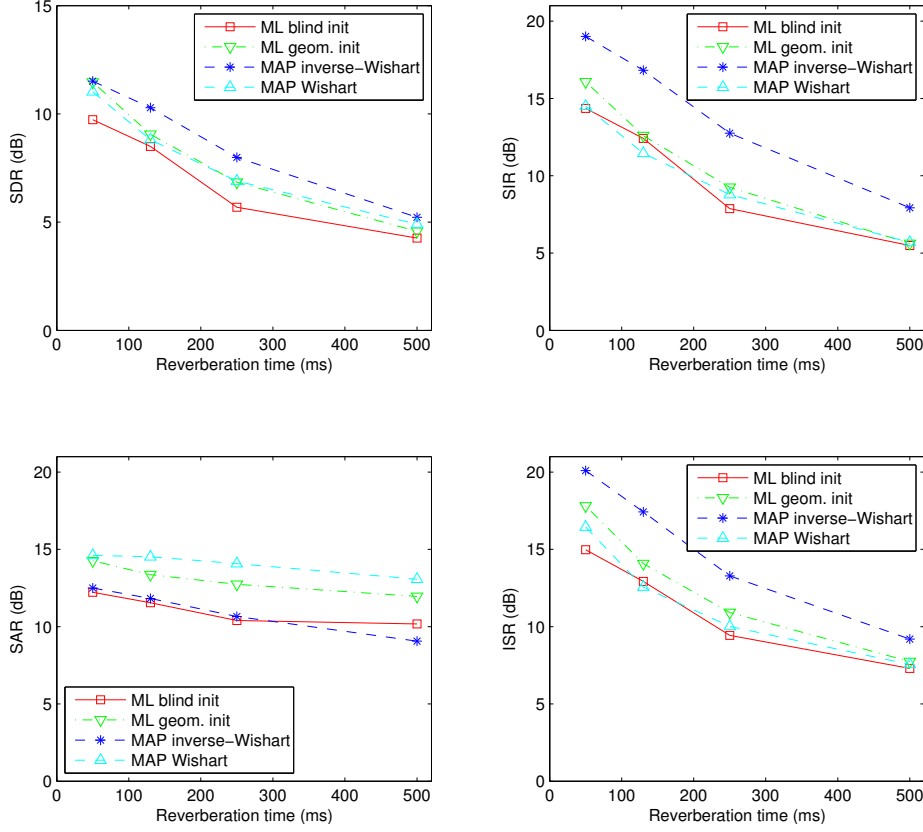 15
10
5
0
SDR (dB)
ML blind init
ML geom. init
MAP inverse−Wishart
MAP Wishart
0 100 200 300 400 500
Reverberation time (ms)
20
15
10
5
0
SIR (dB)
ML blind init
ML geom. init
MAP inverse−Wishart
MAP Wishart
0 100 200 300 400 500
Reverberation time (ms)
20
15
10
5
0
SAR (dB)
ML blind init
ML geom. init
MAP inverse−Wishart
MAP Wishart
0 100 200 300 400 500
Reverberation time (ms)
20
15
10
5
0
ISR (dB)
ML blind init
ML geom. init
MAP inverse−Wishart
MAP Wishart
0 100 200 300 400 500
Reverberation time (ms)